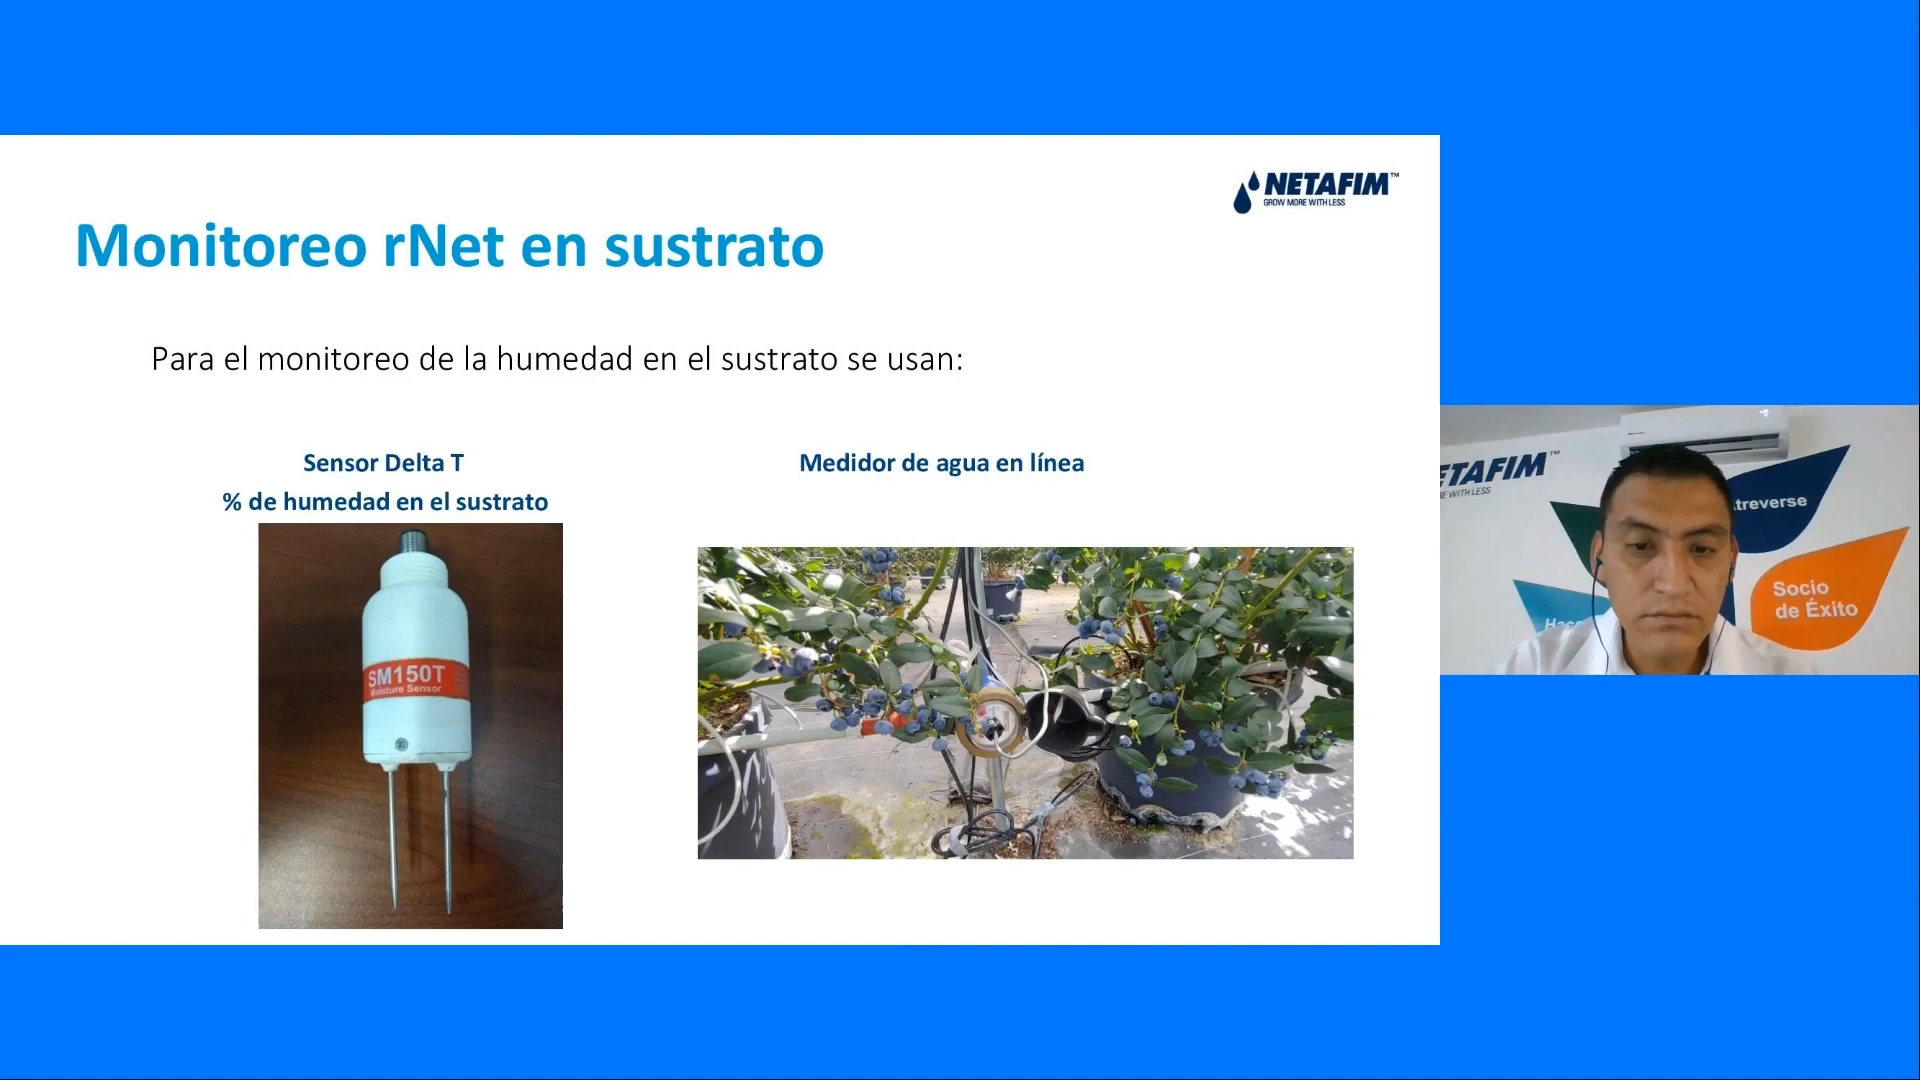 NETAFIM™
GROW MORE WITH LESS
Monitoreo rNet en sustrato
Para el monitoreo de la humedad en el sustrato se usan:
Sensor Delta T
% de humedad en el sustrato
Medidor de agua en línea
SM150T
Moisture Sensor
ETAFIM™
E WITH LESS
treverse
Socio
de Éxito
Hace